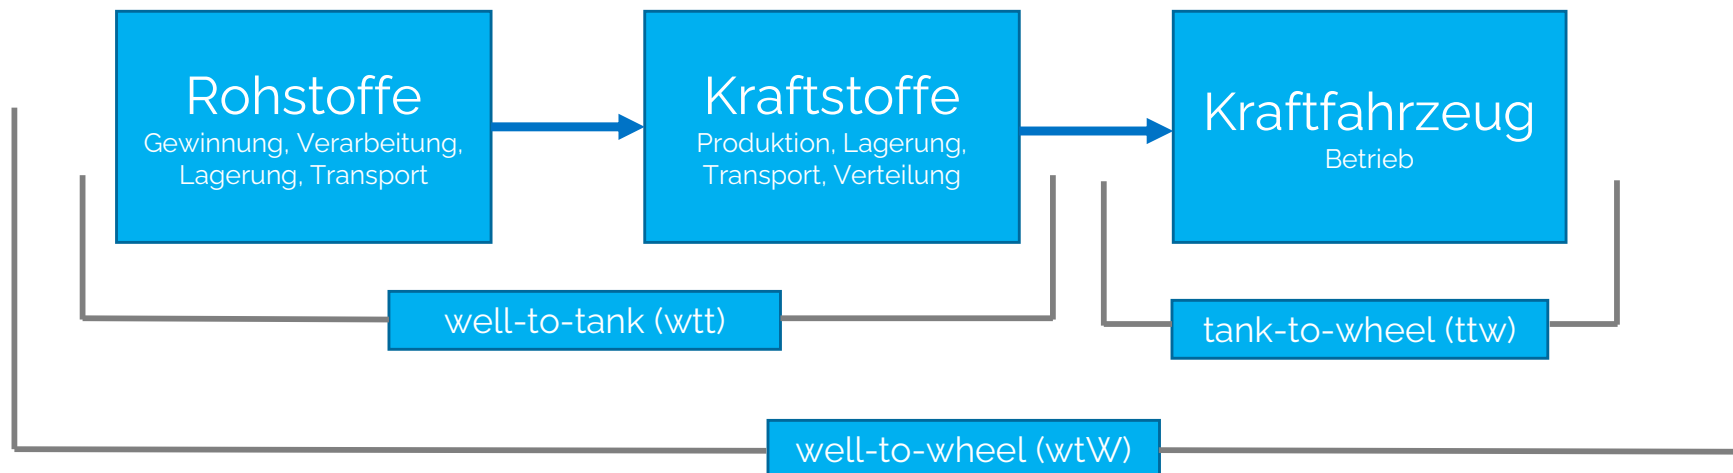 Rohstoffe
Gewinnung, Verarbeitung,
Lagerung, Transport
Kraftstoffe
Produktion, Lagerung,
Transport, Verteilung
Kraftfahrzeug
Betrieb
well-to-tank (wtt)
tank-to-wheel (ttw)
well-to-wheel (wtW)